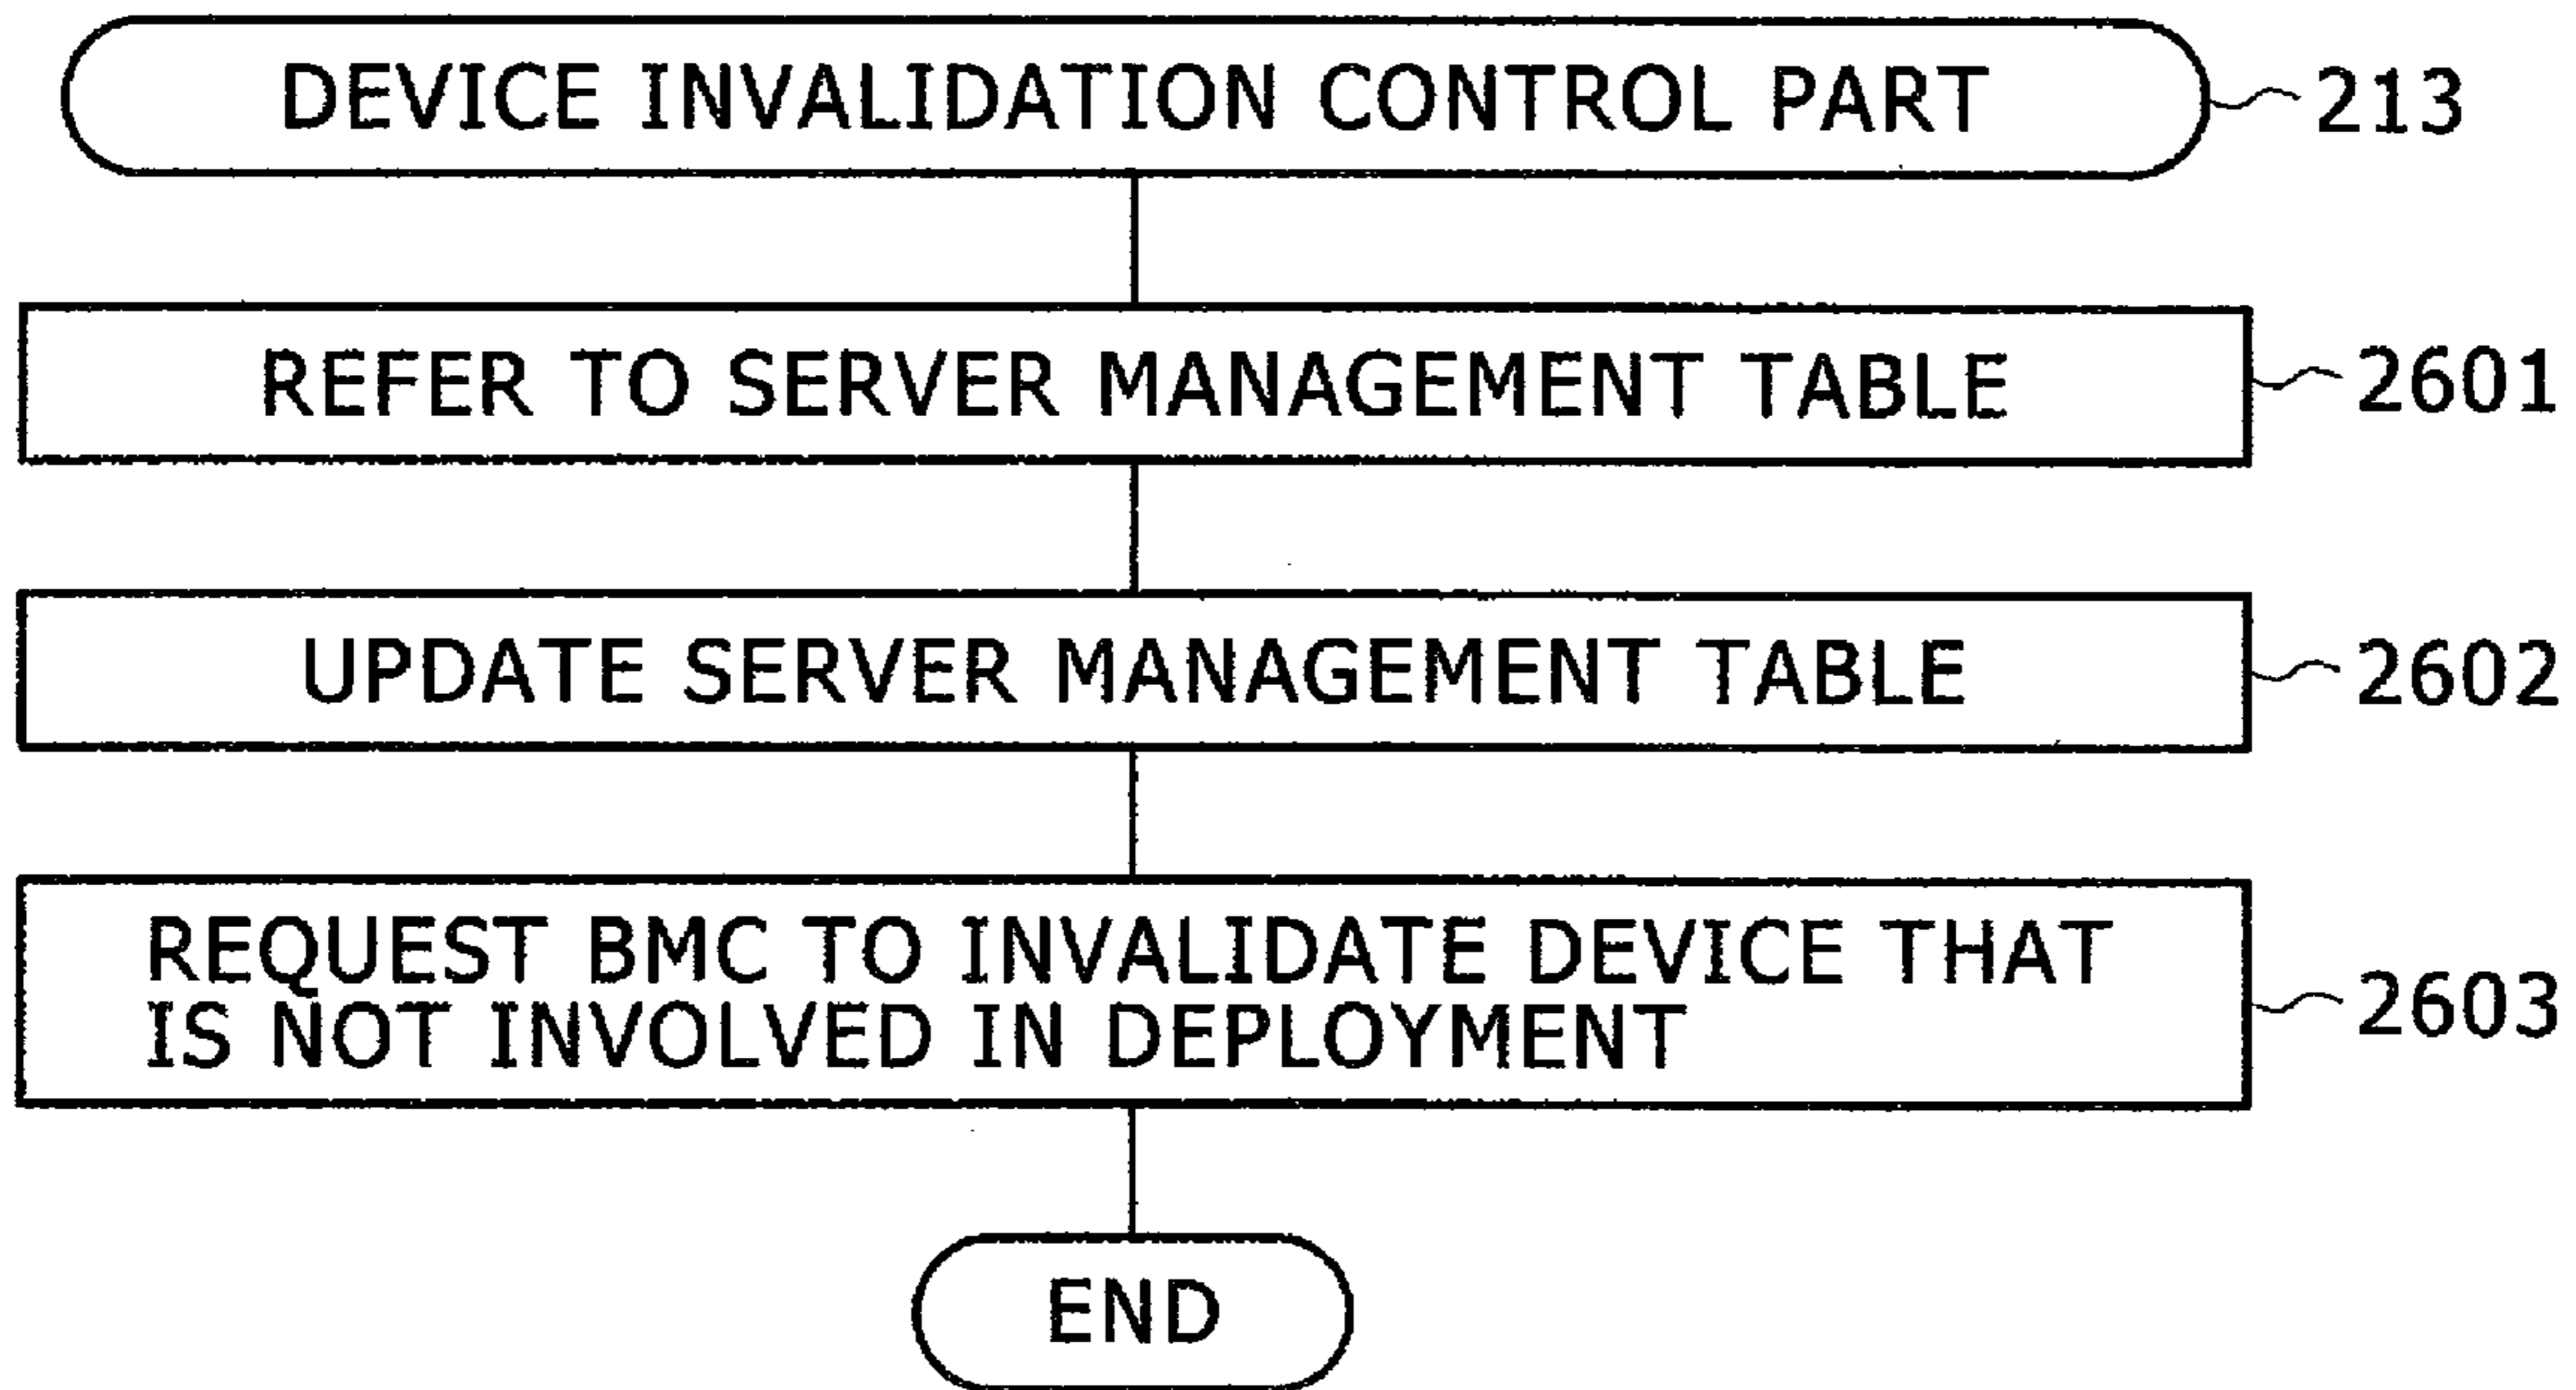 DEVICE INVALIDATION CONTROL PART
213
REFER TO SERVER MANAGEMENT TABLE
2601
UPDATE SERVER MANAGEMENT TABLE
2602
REQUEST BMC TO INVALIDATE DEVICE THAT
IS NOT INVOLVED IN DEPLOYMENT
2603
END